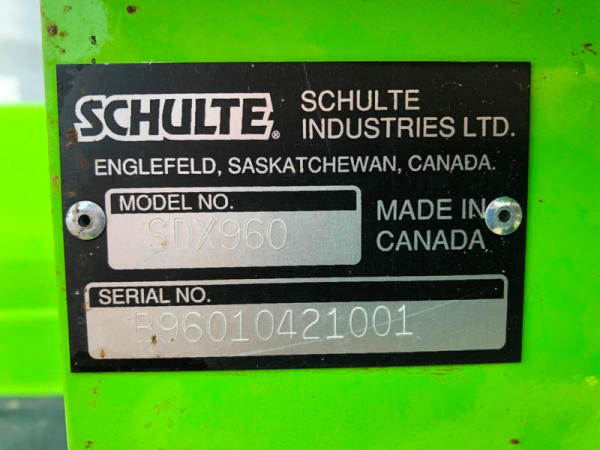 SCHULTE® SCHULTE
INDUSTRIES LTD.
ENGLEFELD, SASKATCHEWAN, CANADA.
MODEL NO.
SDX960
MADE IN
CANADA
SERIAL NO.
B96010421001